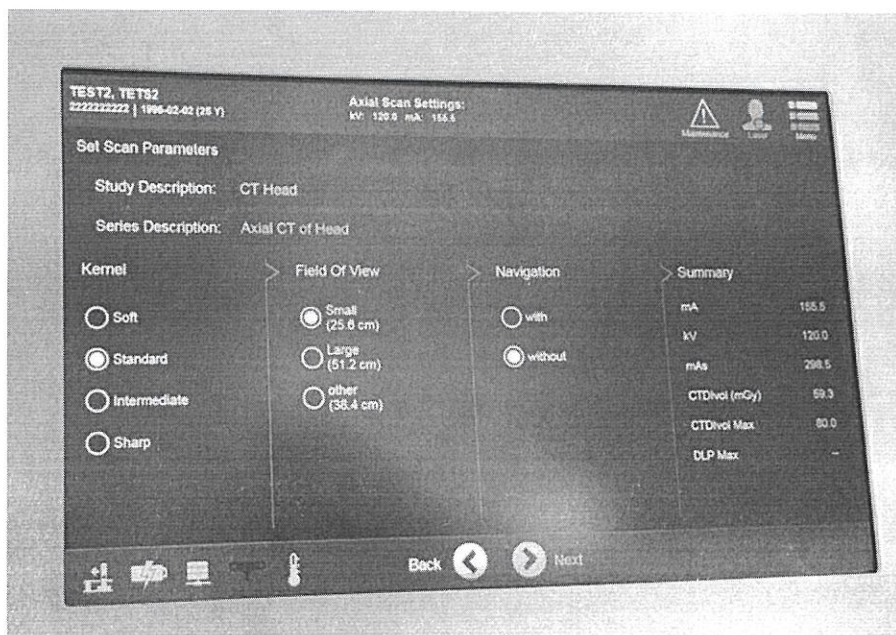 TEST2, TETS2
2222222222 | 1996-02-02 (25 Y)
Axial Scan Settings:
kV: 120.0 mA: 155.5
Maintenance
Laser
Menu
Set Scan Parameters
Study Description: CT Head
Series Description: Axial CT of Head
Kernel
Soft
Standard
Intermediate
Sharp
Field Of View
Small
(25.6 cm)
Large
(51.2 cm)
other
(38.4 cm)
Navigation
with
without
Summary
mA 155.5
kV 120.0
mAs 298.5
CTDIvol (mGy) 59.3
CTDIvol Max 80.0
DLP Max --
Back
Next